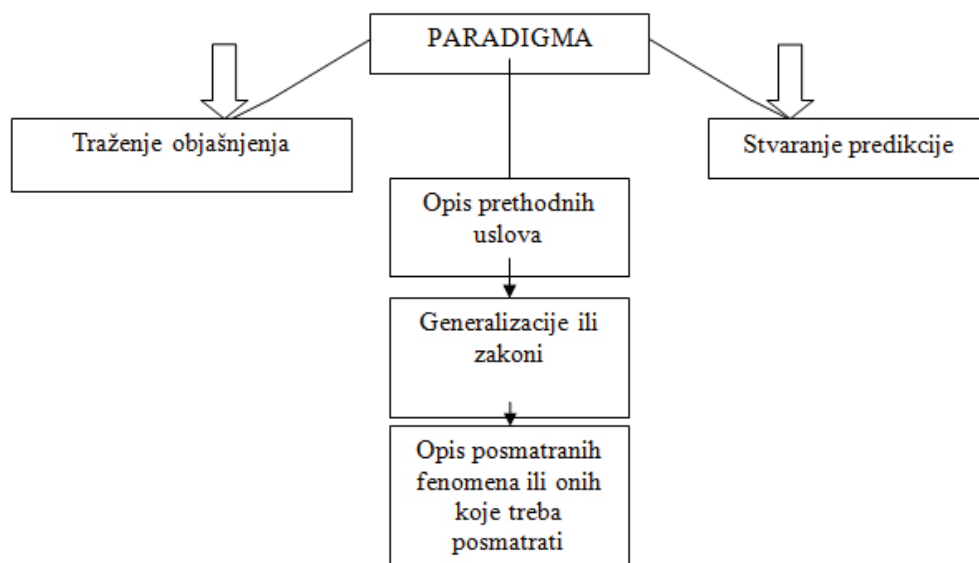 PARADIGMA
Traženje objašnjenja
Stvaranje predikcije
Opis prethodnih
uslova
Generalizacije ili
zakoni
Opis posmatranih
fenomena ili onih
koje treba
posmatrati